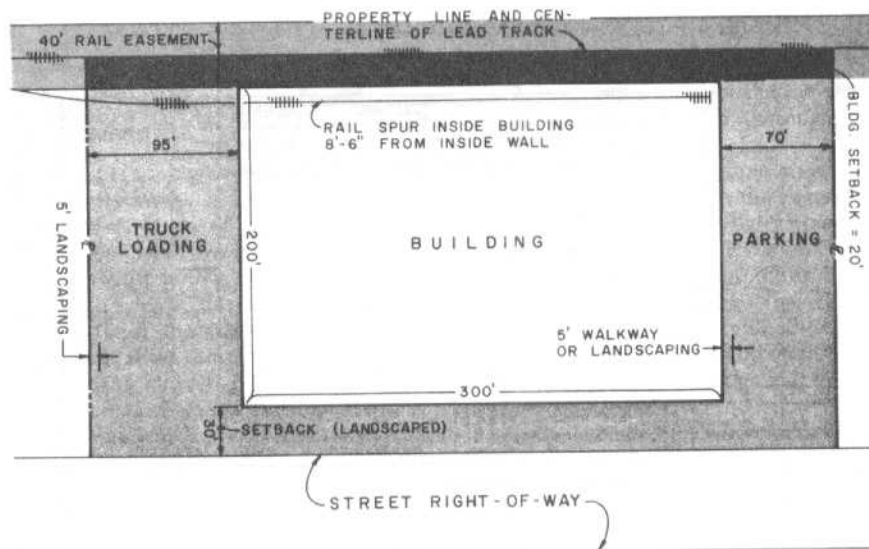 PROPERTY LINE AND CEN-
TERLINE OF LEAD TRACK
40' RAIL EASEMENT
RAIL SPUR INSIDE BUILDING
8'-6" FROM INSIDE WALL
95'
70'
BLDG. SETBACK = 20'
5' LANDSCAPING
TRUCK
LOADING
200'
BUILDING
PARKING
5' WALKWAY
OR LANDSCAPING
300'
30'
SETBACK (LANDSCAPED)
STREET RIGHT-OF-WAY